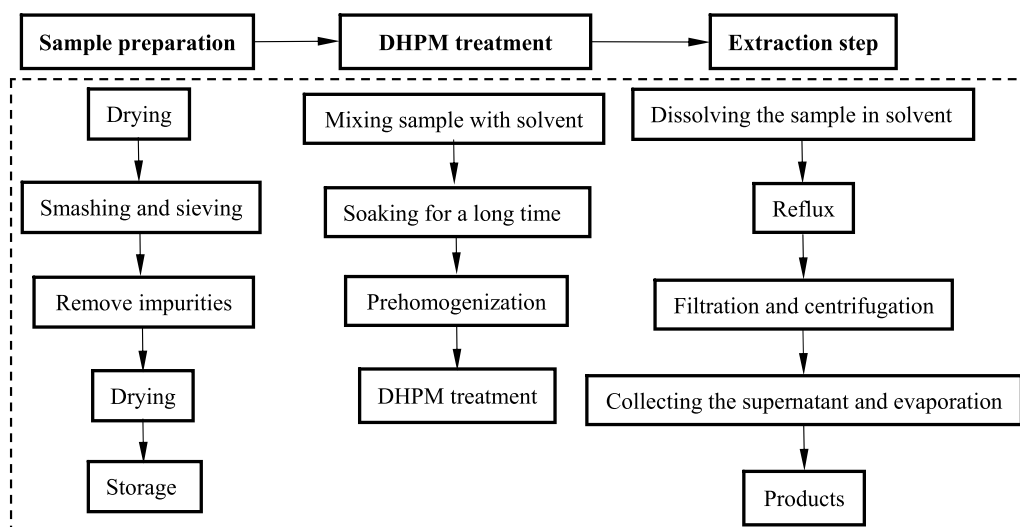 Sample preparation
DHPM treatment
Extraction step
Drying
Smashing and sieving
Remove impurities
Drying
Storage
Mixing sample with solvent
Soaking for a long time
Prehomogenization
DHPM treatment
Dissolving the sample in solvent
Reflux
Filtration and centrifugation
Collecting the supernatant and evaporation
Products